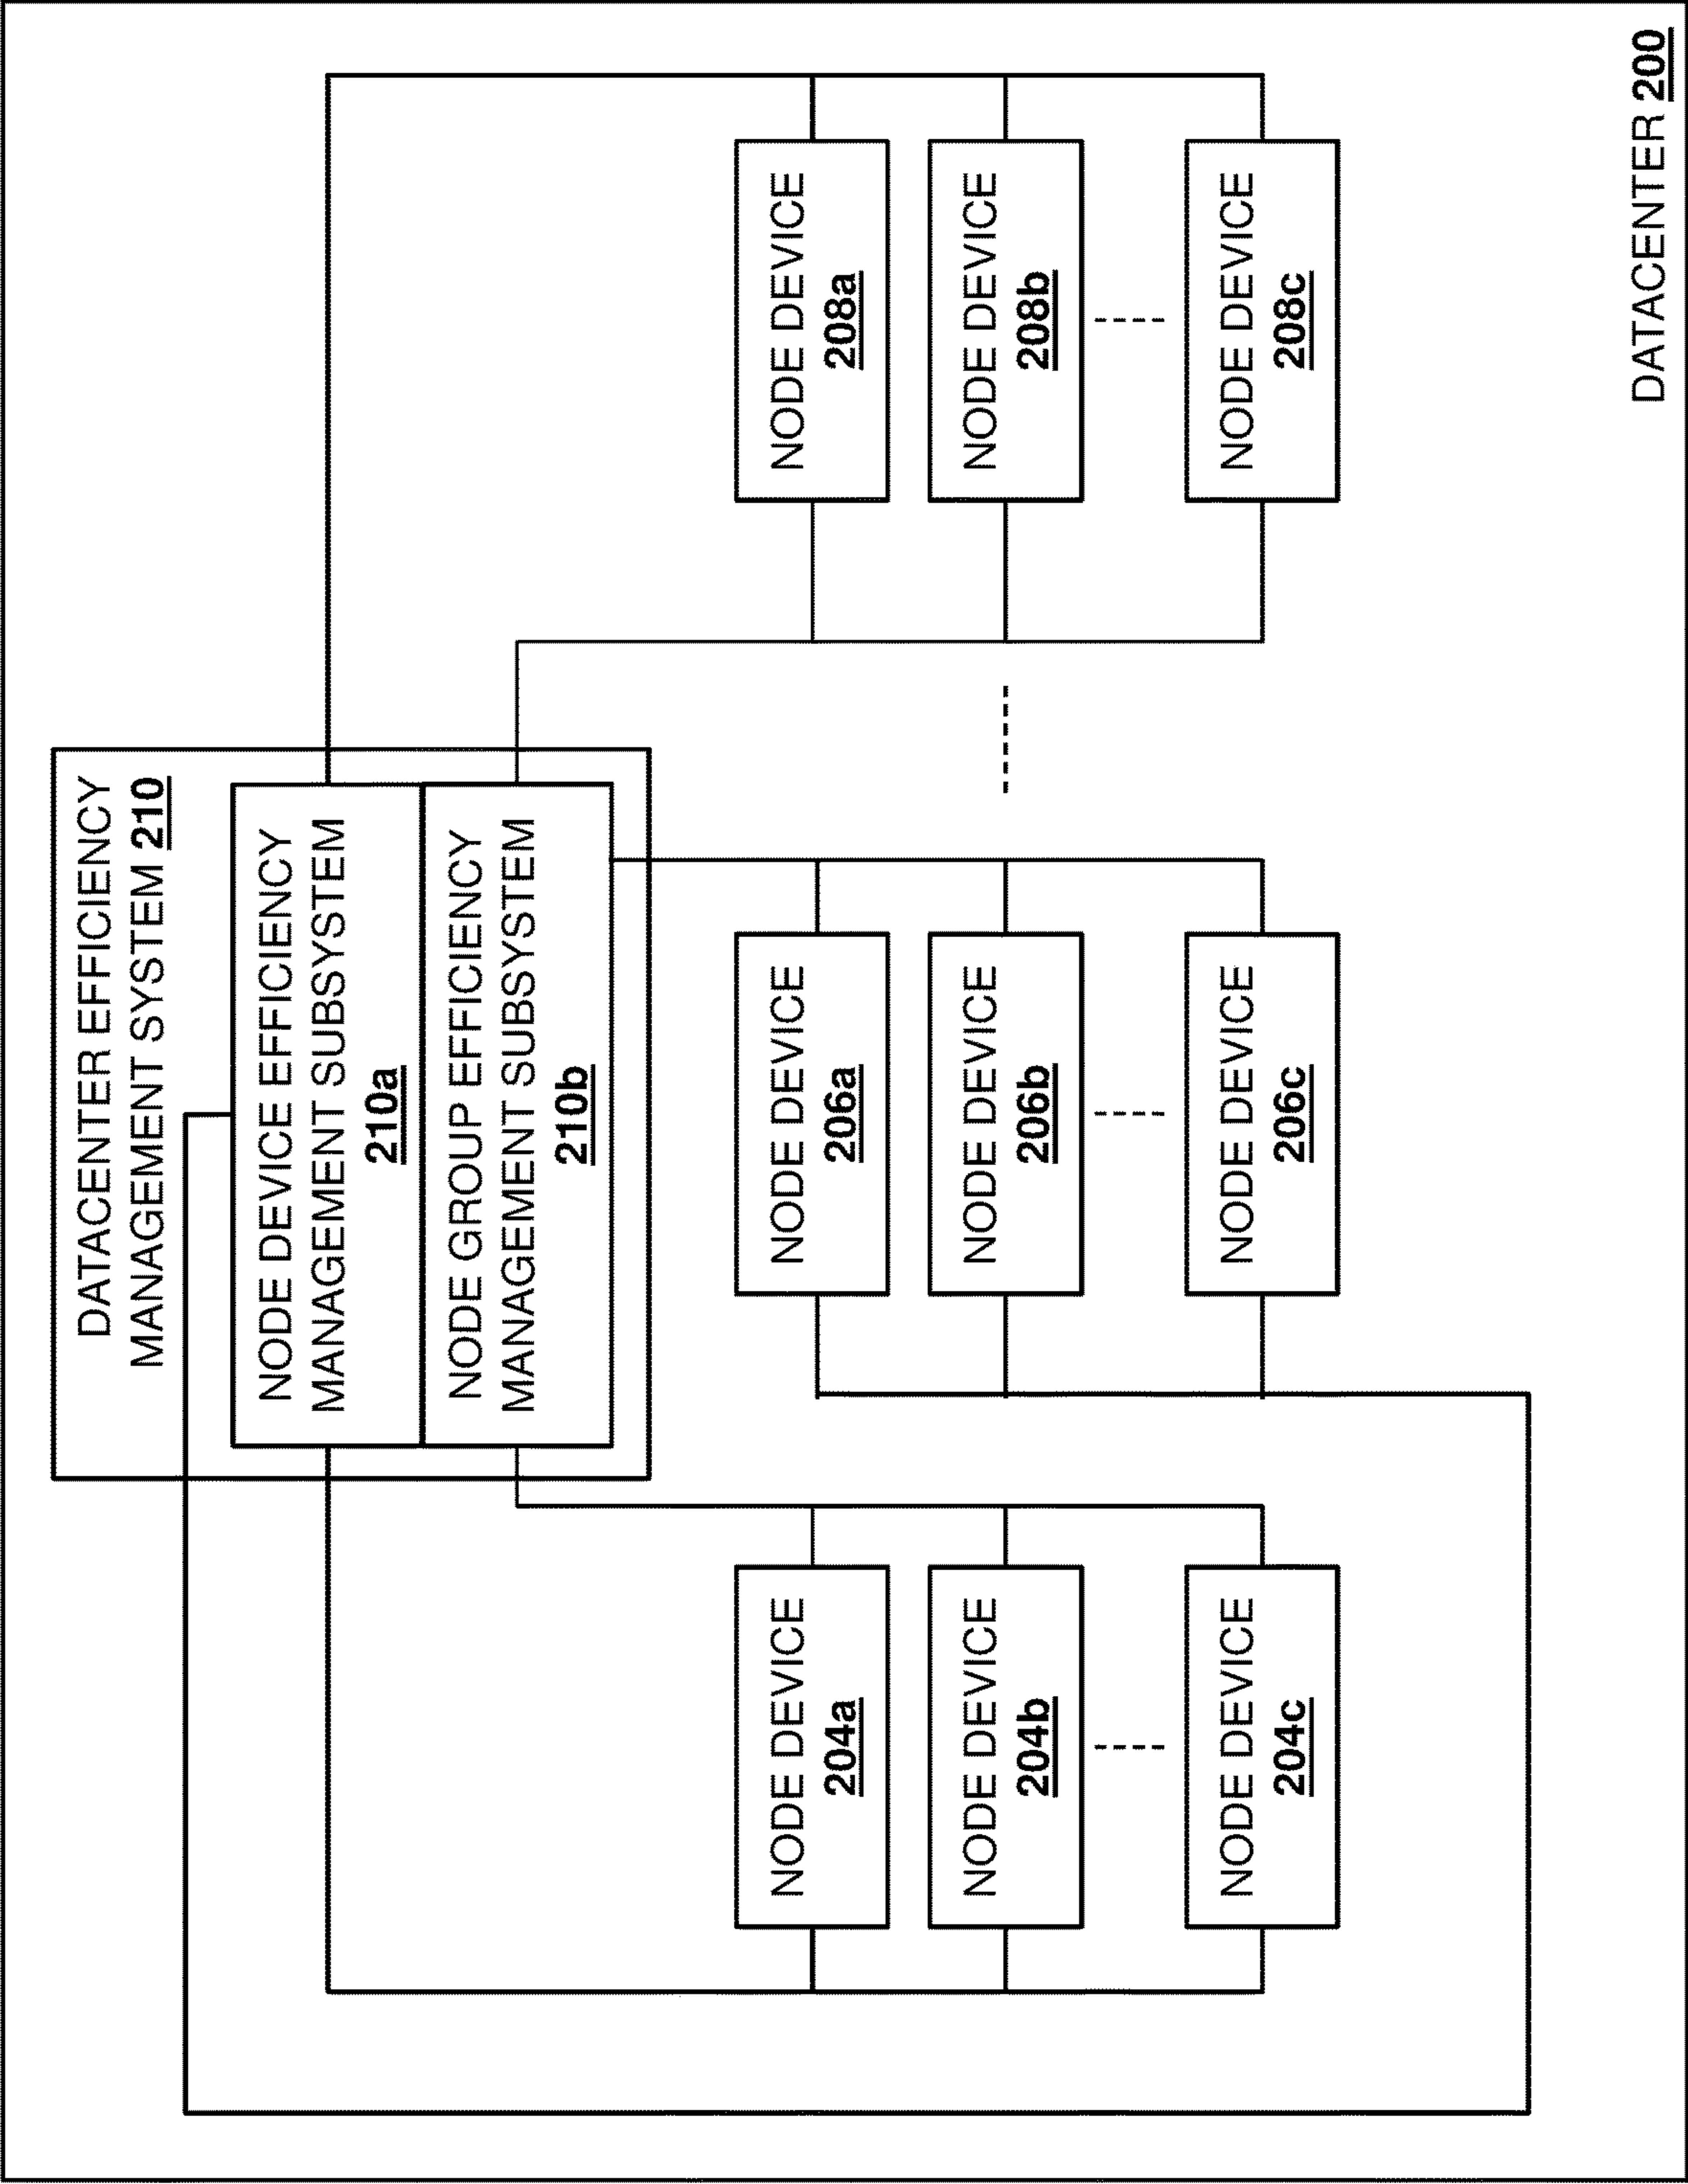 DATACENTER EFFICIENCY
MANAGEMENT SYSTEM 210
NODE DEVICE EFFICIENCY
MANAGEMENT SUBSYSTEM
210a
NODE GROUP EFFICIENCY
MANAGEMENT SUBSYSTEM
210b
NODE DEVICE
204a
NODE DEVICE
204b
NODE DEVICE
204c
NODE DEVICE
206a
NODE DEVICE
206b
NODE DEVICE
206c
NODE DEVICE
208a
NODE DEVICE
208b
NODE DEVICE
208c
DATACENTER 200